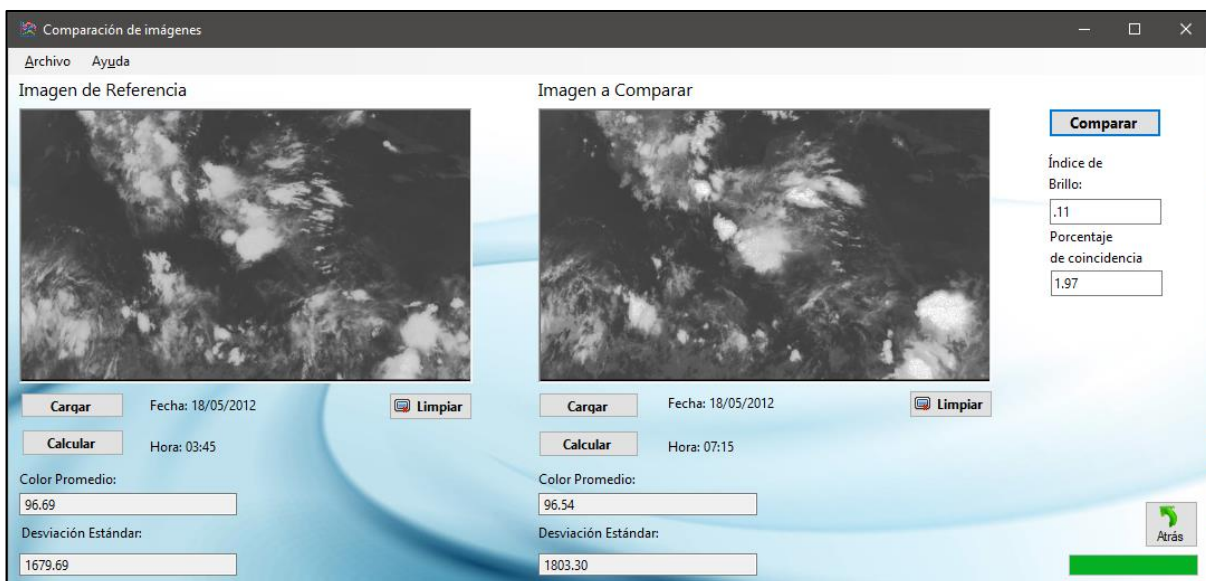 Comparación de imágenes
Archivo Ayuda
Imagen de Referencia
Imagen a Comparar
Comparar
Índice de
Brillo:
.11
Porcentaje
de coincidencia
1.97
Cargar
Fecha: 18/05/2012
Limpiar
Calcular
Hora: 03:45
Color Promedio:
96.69
Desviación Estándar:
1679.69
Cargar
Fecha: 18/05/2012
Limpiar
Calcular
Hora: 07:15
Color Promedio:
96.54
Desviación Estándar:
1803.30
Atrás